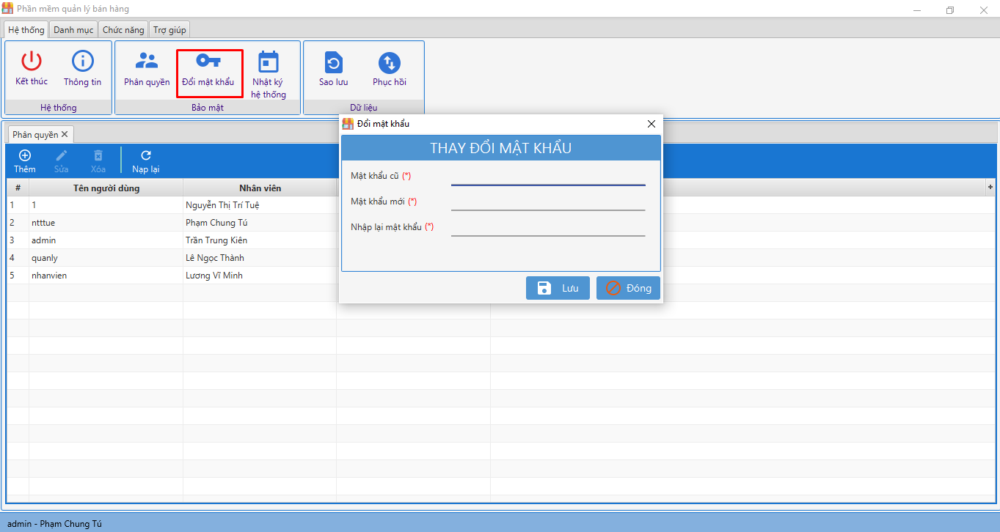 Phần mềm quản lý bán hàng
Hệ thống Danh mục Chức năng Trợ giúp
Kết thúc Thông tin Phân quyền Đổi mật khẩu Nhật ký hệ thống Sao lưu Phục hồi
Hệ thống Bảo mật Dữ liệu
Đổi mật khẩu
THAY ĐỔI MẬT KHẨU
Mật khẩu cũ (*)
Mật khẩu mới (*)
Nhập lại mật khẩu (*)
Lưu Đóng
Phân quyền
Thêm Sửa Xóa Nạp lại
# Tên người dùng Nhân viên +
1 1 Nguyễn Thị Trí Tuệ
2 ntttue Phạm Chung Tú
3 admin Trần Trung Kiên
4 quanly Lê Ngọc Thành
5 nhanvien Lương Vĩ Minh
admin - Phạm Chung Tú